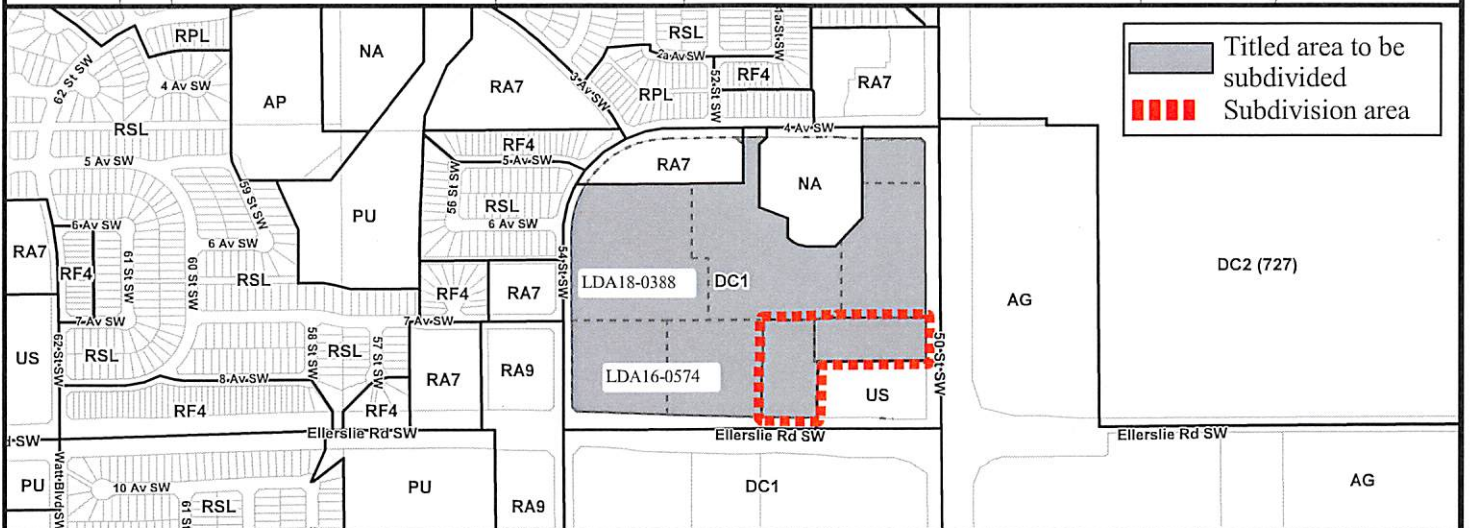 Titled area to be
subdivided
Subdivision area
RPL
62 St SW
4 Av SW
RSL
5 Av SW
AP
NA
RA7
3 Av SW
RSL
2a Av SW
RPL
52 St SW
RF4
RA7
4 Av SW
RF4
5 Av SW
56 St SW
RSL
6 Av SW
RA7
NA
59 St SW
PU
6 Av SW
RA7
RF4
61 St SW
60 St SW
6 Av SW
RSL
54 St SW
LDA18-0388
DC1
DC2 (727)
AG
RF4
RA7
7 Av SW
7 Av SW
US
62 St SW
RSL
58 St SW
RSL
57 St SW
8 Av SW
RF4
RF4
RA7
RA9
LDA16-0574
US
50 St SW
Ellerslie Rd SW
Ellerslie Rd SW
Ellerslie Rd SW
PU
Watt Blvd SW
10 Av SW
61 St
RSL
PU
RA9
DC1
AG